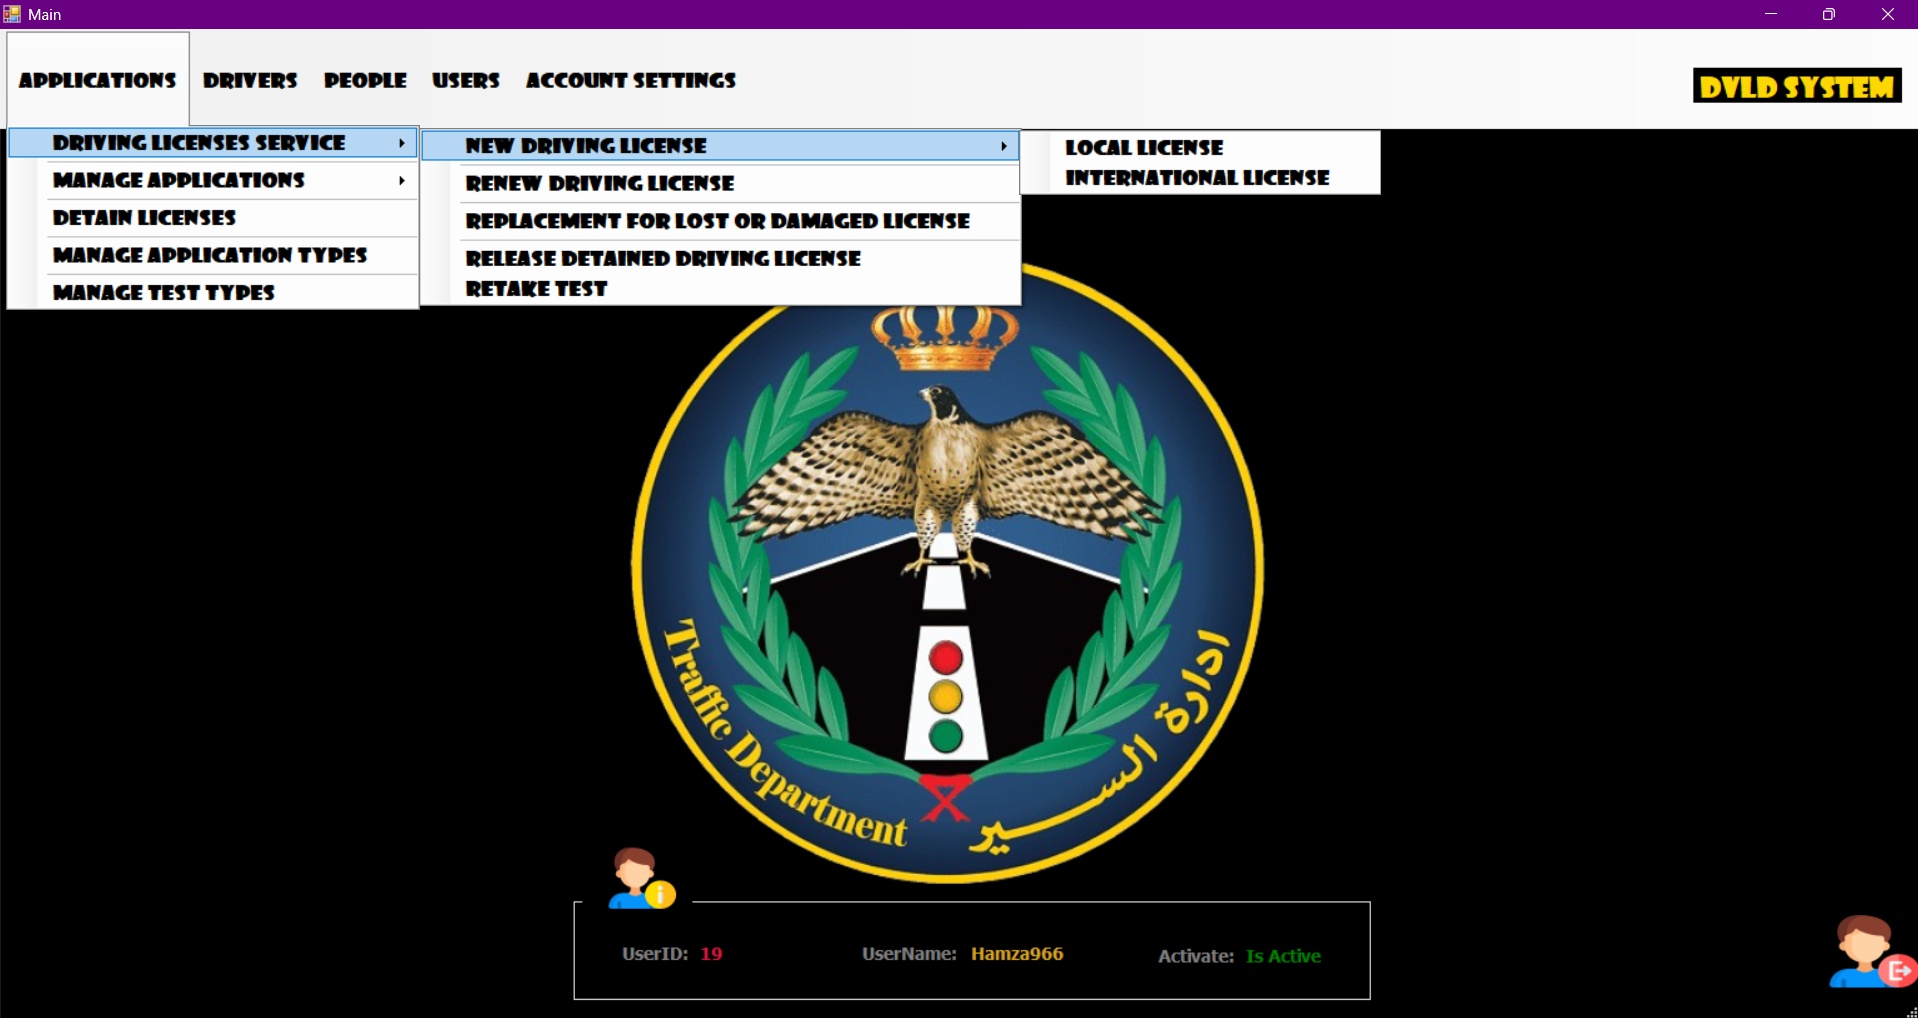 Main
APPLICATIONS DRIVERS PEOPLE USERS ACCOUNT SETTINGS
DVLD SYSTEM
DRIVING LICENSES SERVICE
MANAGE APPLICATIONS
DETAIN LICENSES
MANAGE APPLICATION TYPES
MANAGE TEST TYPES
NEW DRIVING LICENSE
RENEW DRIVING LICENSE
REPLACEMENT FOR LOST OR DAMAGED LICENSE
RELEASE DETAINED DRIVING LICENSE
RETAKE TEST
LOCAL LICENSE
INTERNATIONAL LICENSE
Traffic Department
ادارة السير
UserID: 19 UserName: Hamza966 Activate: Is Active